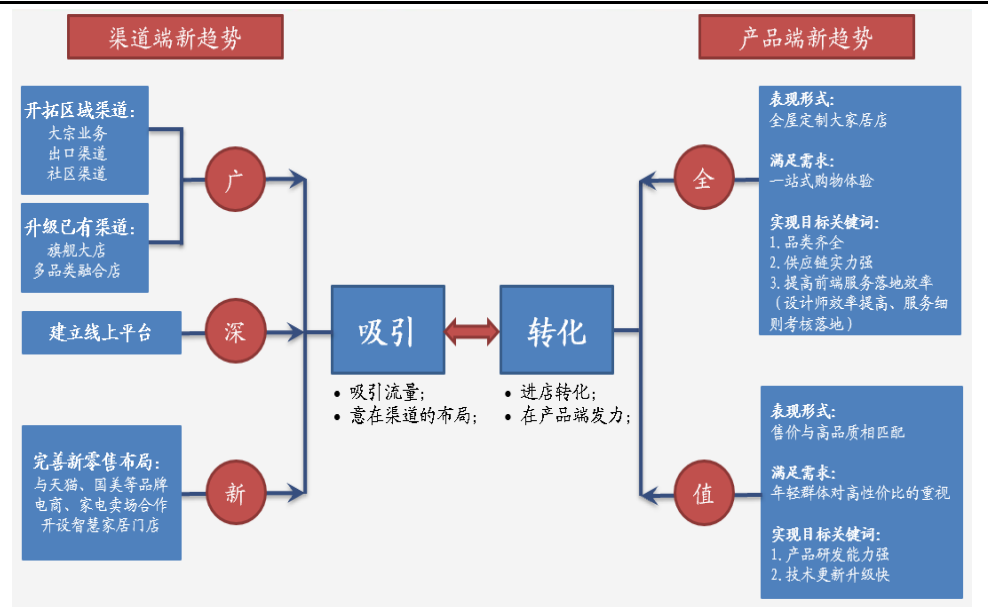 渠道端新趋势
开拓区域渠道：
大宗业务
出口渠道
社区渠道
升级已有渠道：
旗舰大店
多品类融合店
广
建立线上平台
深
完善新零售布局：
与天猫、国美等品牌
电商、家电卖场合作
开设智慧家居门店
新
吸引
• 吸引流量；
• 意在渠道的布局；
转化
• 进店转化；
• 在产品端发力；
产品端新趋势
全
表现形式：
全屋定制大家居店
满足需求：
一站式购物体验
实现目标关键词：
1. 品类齐全
2. 供应链实力强
3. 提高前端服务落地效率
（设计师效率提高、服务细
则考核落地）
值
表现形式：
售价与高品质相匹配
满足需求：
年轻群体对高性价比的重视
实现目标关键词：
1. 产品研发能力强
2. 技术更新升级快